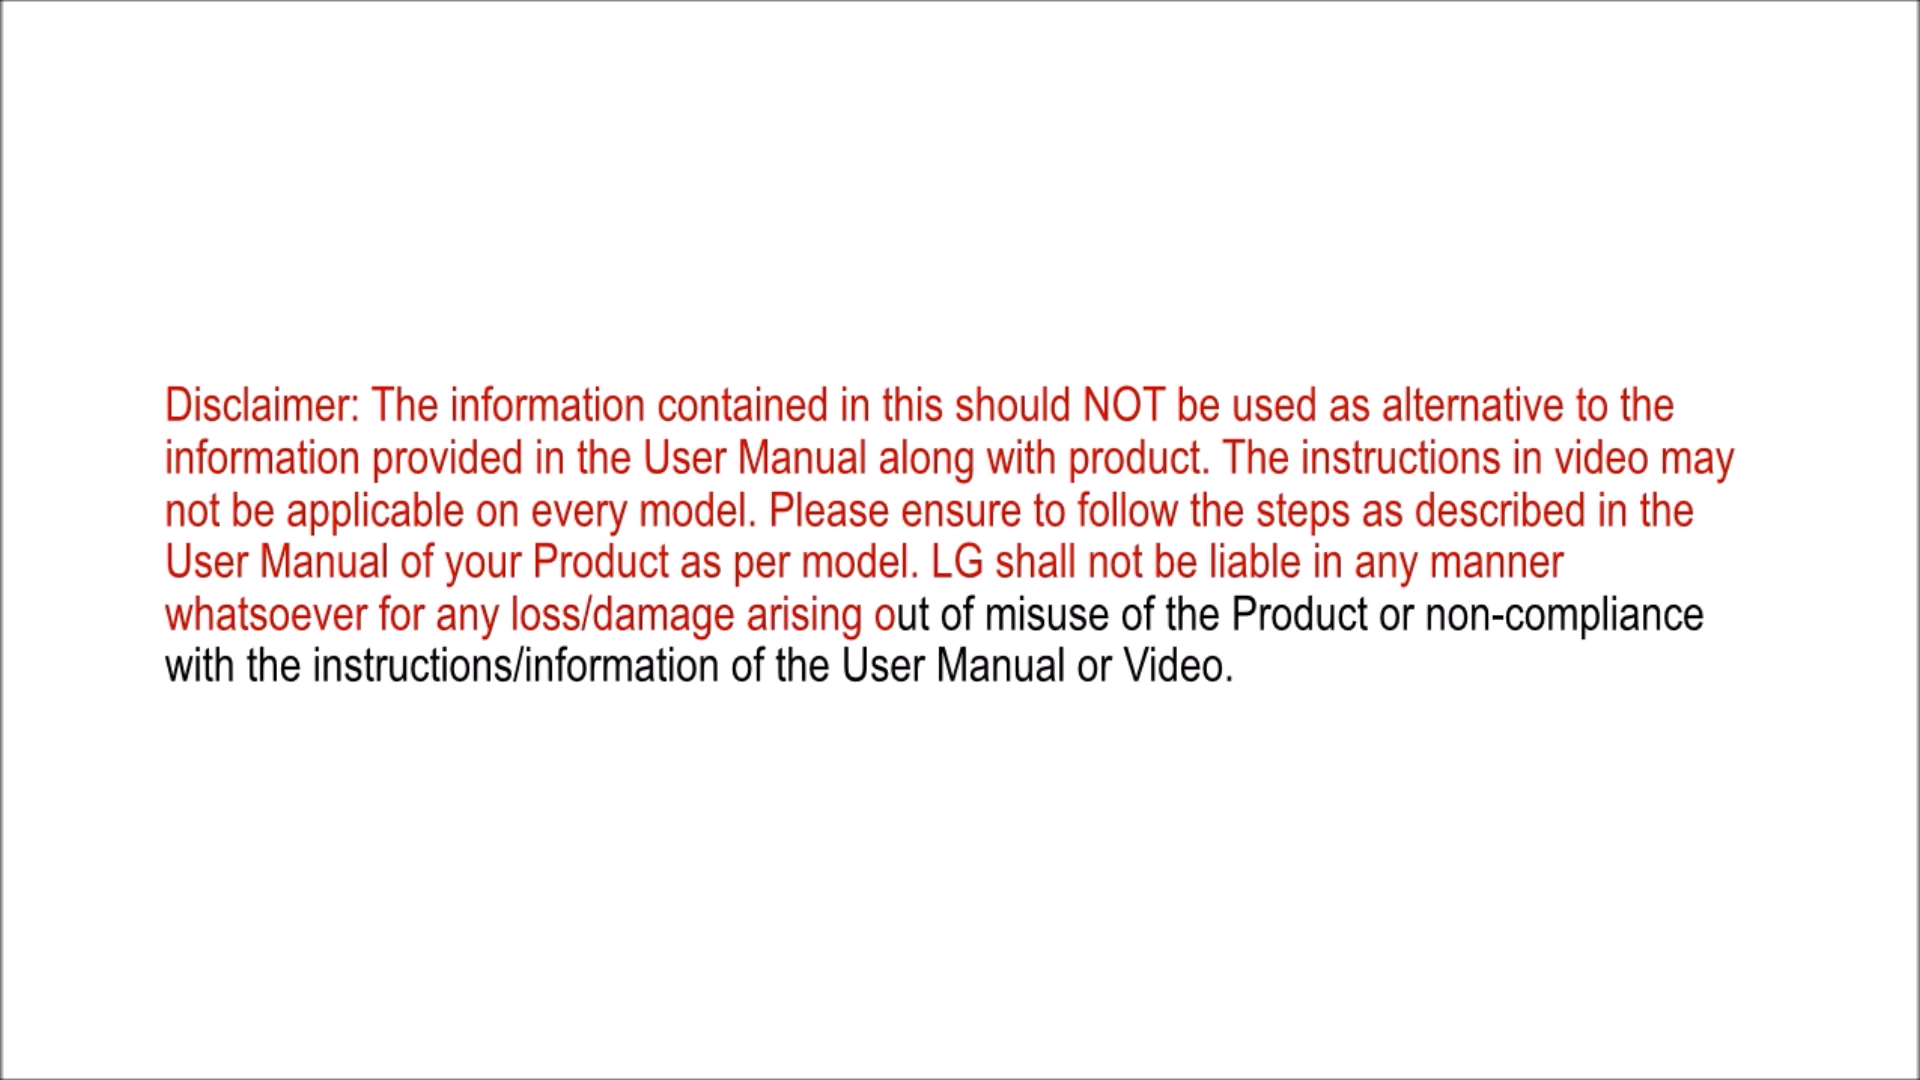 Disclaimer: The information contained in this should NOT be used as alternative to the
information provided in the User Manual along with product. The instructions in video may
not be applicable on every model. Please ensure to follow the steps as described in the
User Manual of your Product as per model. LG shall not be liable in any manner
whatsoever for any loss/damage arising out of misuse of the Product or non-compliance
with the instructions/information of the User Manual or Video.